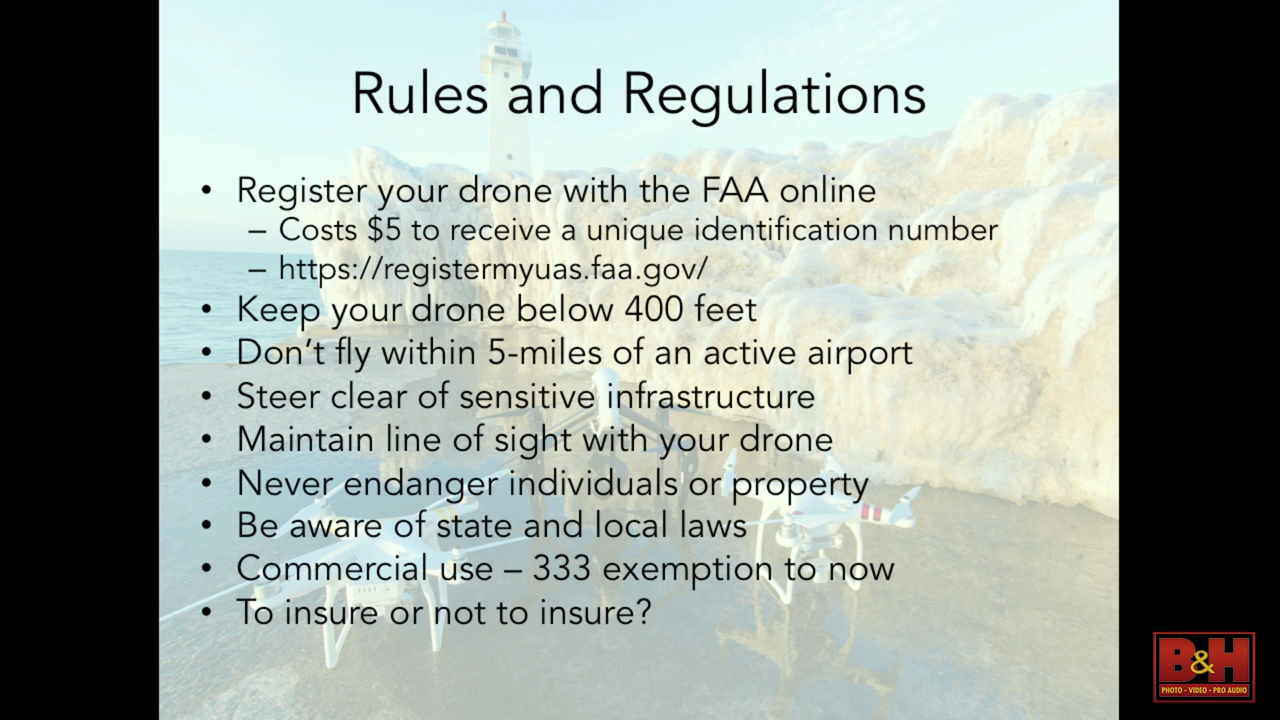 Rules and Regulations
• Register your drone with the FAA online
– Costs $5 to receive a unique identification number
– https://registermyuas.faa.gov/
• Keep your drone below 400 feet
• Don’t fly within 5-miles of an active airport
• Steer clear of sensitive infrastructure
• Maintain line of sight with your drone
• Never endanger individuals or property
• Be aware of state and local laws
• Commercial use – 333 exemption to now
• To insure or not to insure?
B&H
PHOTO - VIDEO - PRO AUDIO